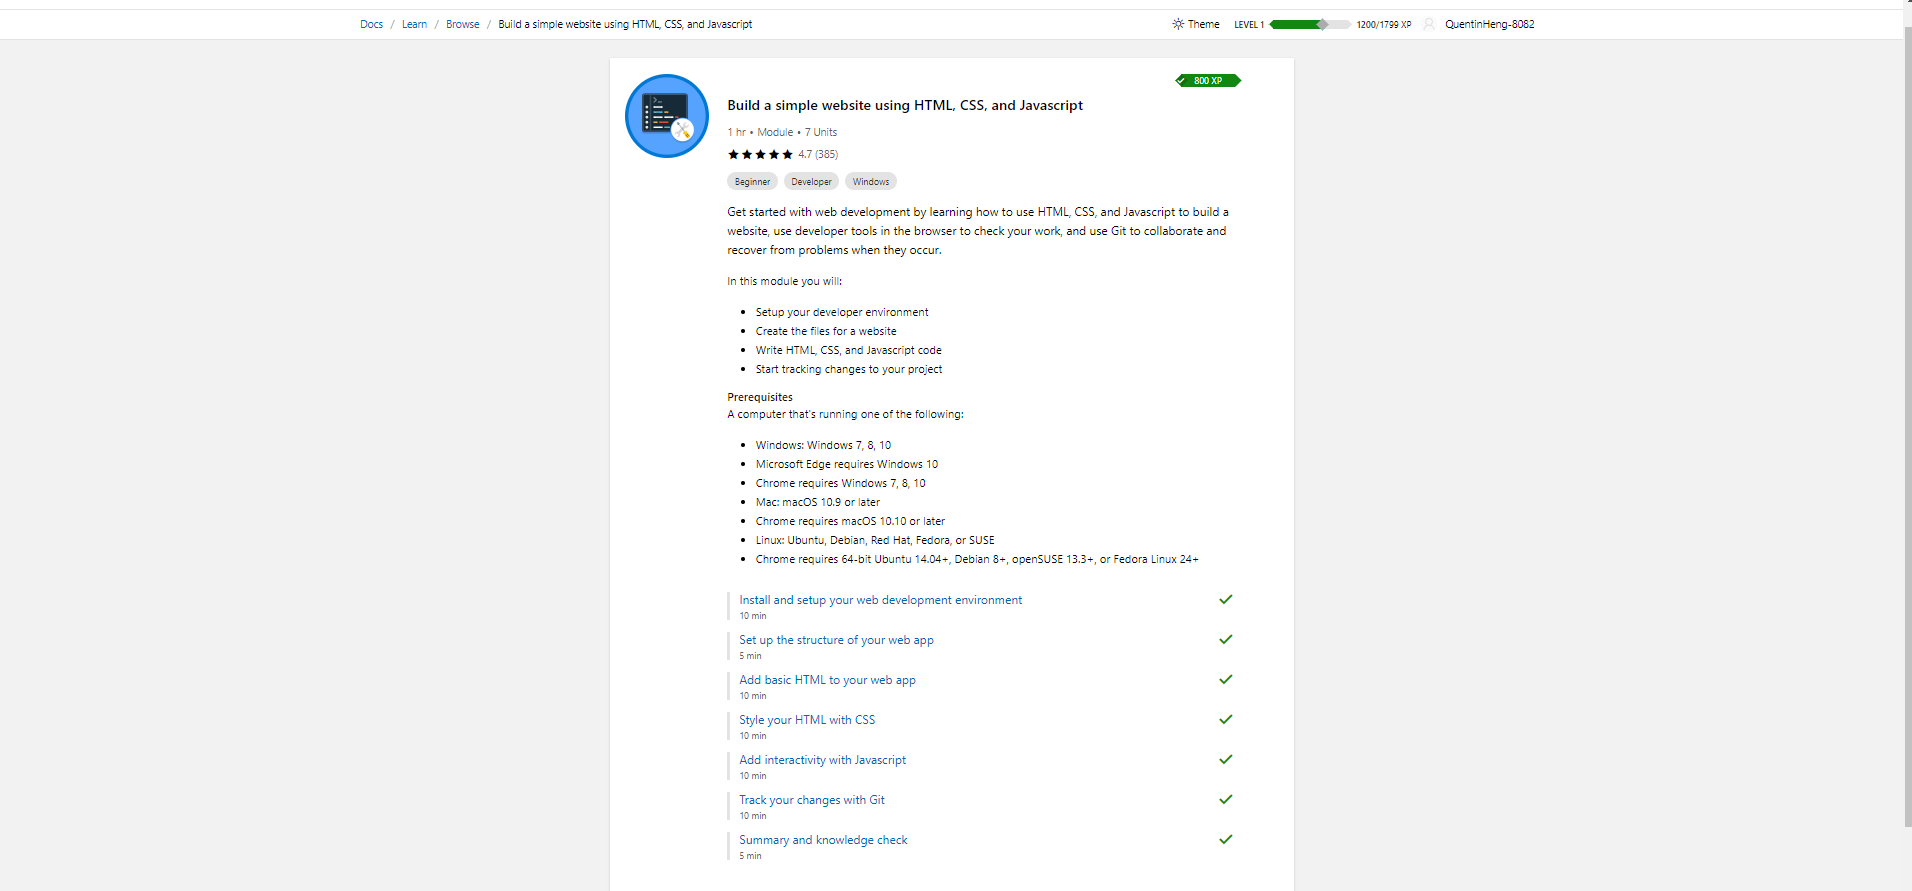 Docs / Learn / Browse / Build a simple website using HTML, CSS, and Javascript
Theme LEVEL 1 1200/1799 XP QuentinHeng-8082
800 XP
Build a simple website using HTML, CSS, and Javascript
1 hr • Module • 7 Units
4.7 (385)
Beginner Developer Windows
Get started with web development by learning how to use HTML, CSS, and Javascript to build a
website, use developer tools in the browser to check your work, and use Git to collaborate and
recover from problems when they occur.
In this module you will:
• Setup your developer environment
• Create the files for a website
• Write HTML, CSS, and Javascript code
• Start tracking changes to your project
Prerequisites
A computer that's running one of the following:
• Windows: Windows 7, 8, 10
• Microsoft Edge requires Windows 10
• Chrome requires Windows 7, 8, 10
• Mac: macOS 10.9 or later
• Chrome requires macOS 10.10 or later
• Linux: Ubuntu, Debian, Red Hat, Fedora, or SUSE
• Chrome requires 64-bit Ubuntu 14.04+, Debian 8+, openSUSE 13.3+, or Fedora Linux 24+
Install and setup your web development environment
10 min
Set up the structure of your web app
5 min
Add basic HTML to your web app
10 min
Style your HTML with CSS
10 min
Add interactivity with Javascript
10 min
Track your changes with Git
10 min
Summary and knowledge check
5 min